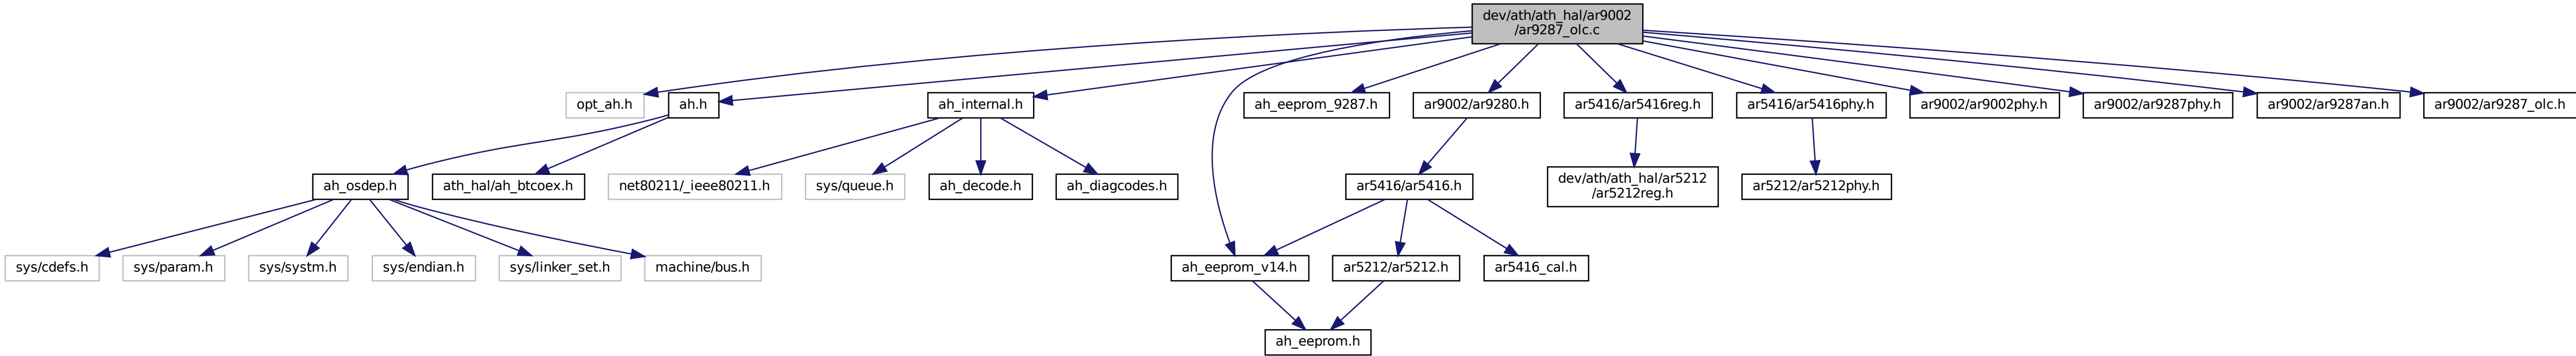 dev/ath/ath_hal/ar9002
/ar9287_olc.c
opt_ah.h
ah.h
ah_internal.h
ah_eeprom_9287.h
ar9002/ar9280.h
ar5416/ar5416reg.h
ar5416/ar5416phy.h
ar9002/ar9002phy.h
ar9002/ar9287phy.h
ar9002/ar9287an.h
ar9002/ar9287_olc.h
ah_osdep.h
ath_hal/ah_btcoex.h
net80211/_ieee80211.h
sys/queue.h
ah_decode.h
ah_diagcodes.h
ar5416/ar5416.h
dev/ath/ath_hal/ar5212
/ar5212reg.h
ar5212/ar5212phy.h
sys/cdefs.h
sys/param.h
sys/systm.h
sys/endian.h
sys/linker_set.h
machine/bus.h
ah_eeprom_v14.h
ar5212/ar5212.h
ar5416_cal.h
ah_eeprom.h